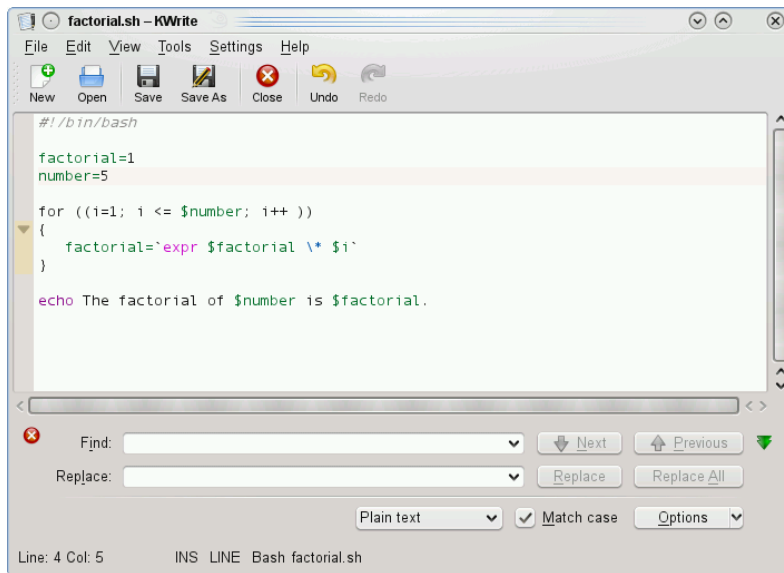 factorial.sh – KWrite
File Edit View Tools Settings Help
New Open Save Save As Close Undo Redo
#!/bin/bash
factorial=1
number=5
for ((i=1; i <= $number; i++ ))
{
factorial=`expr $factorial \* $i`
}
echo The factorial of $number is $factorial.
Find: Next Previous
Replace: Replace Replace All
Plain text Match case Options
Line: 4 Col: 5 INS LINE Bash factorial.sh